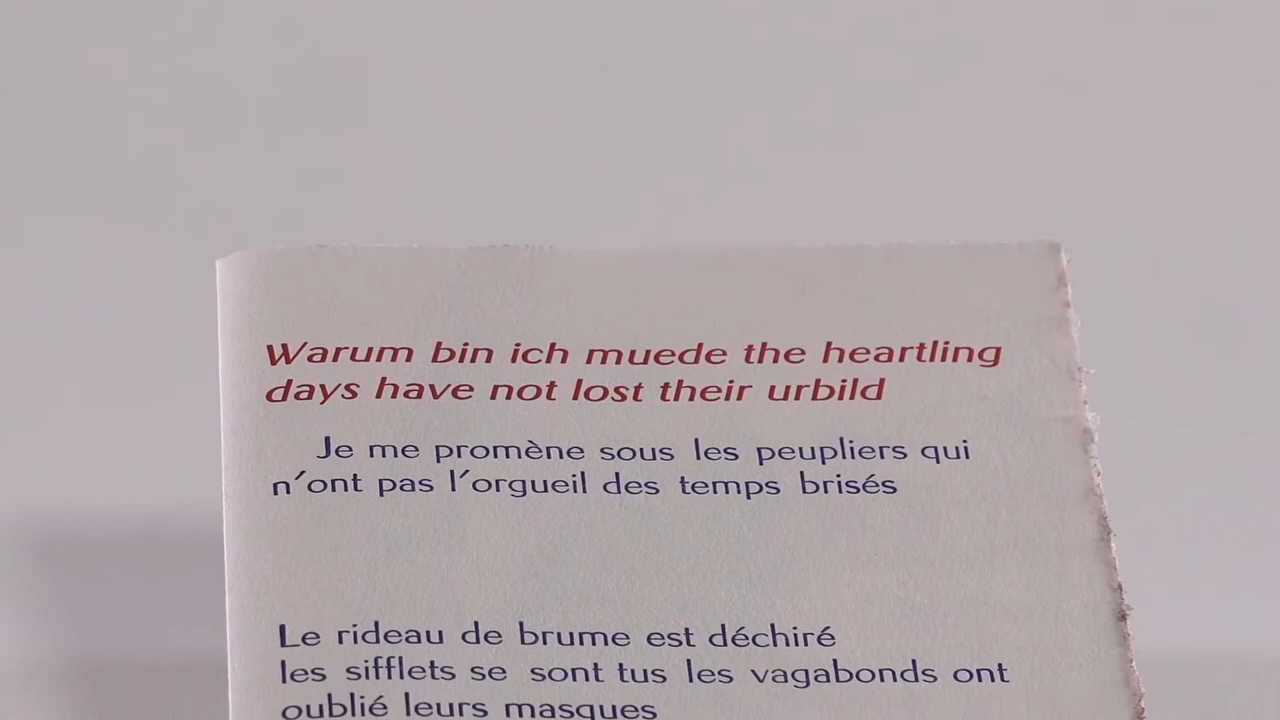 Warum bin ich muede the heartling
days have not lost their urbild
Je me promène sous les peupliers qui
n'ont pas l'orgueil des temps brisés
Le rideau de brume est déchiré
les sifflets se sont tus les vagabonds ont
oublié leurs masques